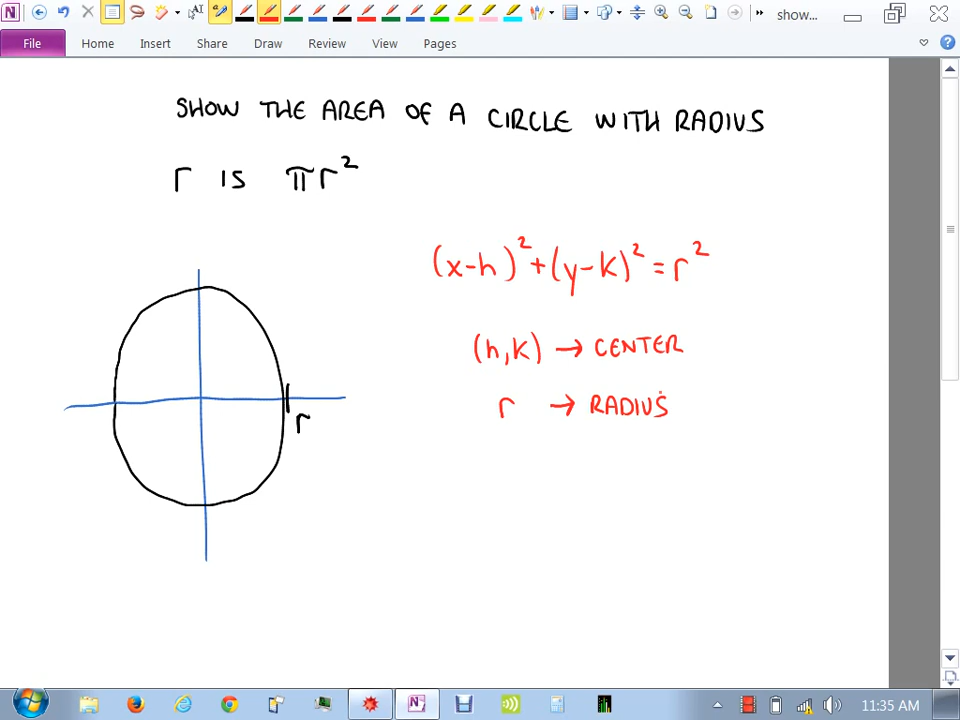 show...
File Home Insert Share Draw Review View Pages
SHOW THE AREA OF A CIRCLE WITH RADIUS
r IS πr²
(x-h)²+(y-k)²=r²
(h,k) → CENTER
r → RADIUS
r
11:35 AM